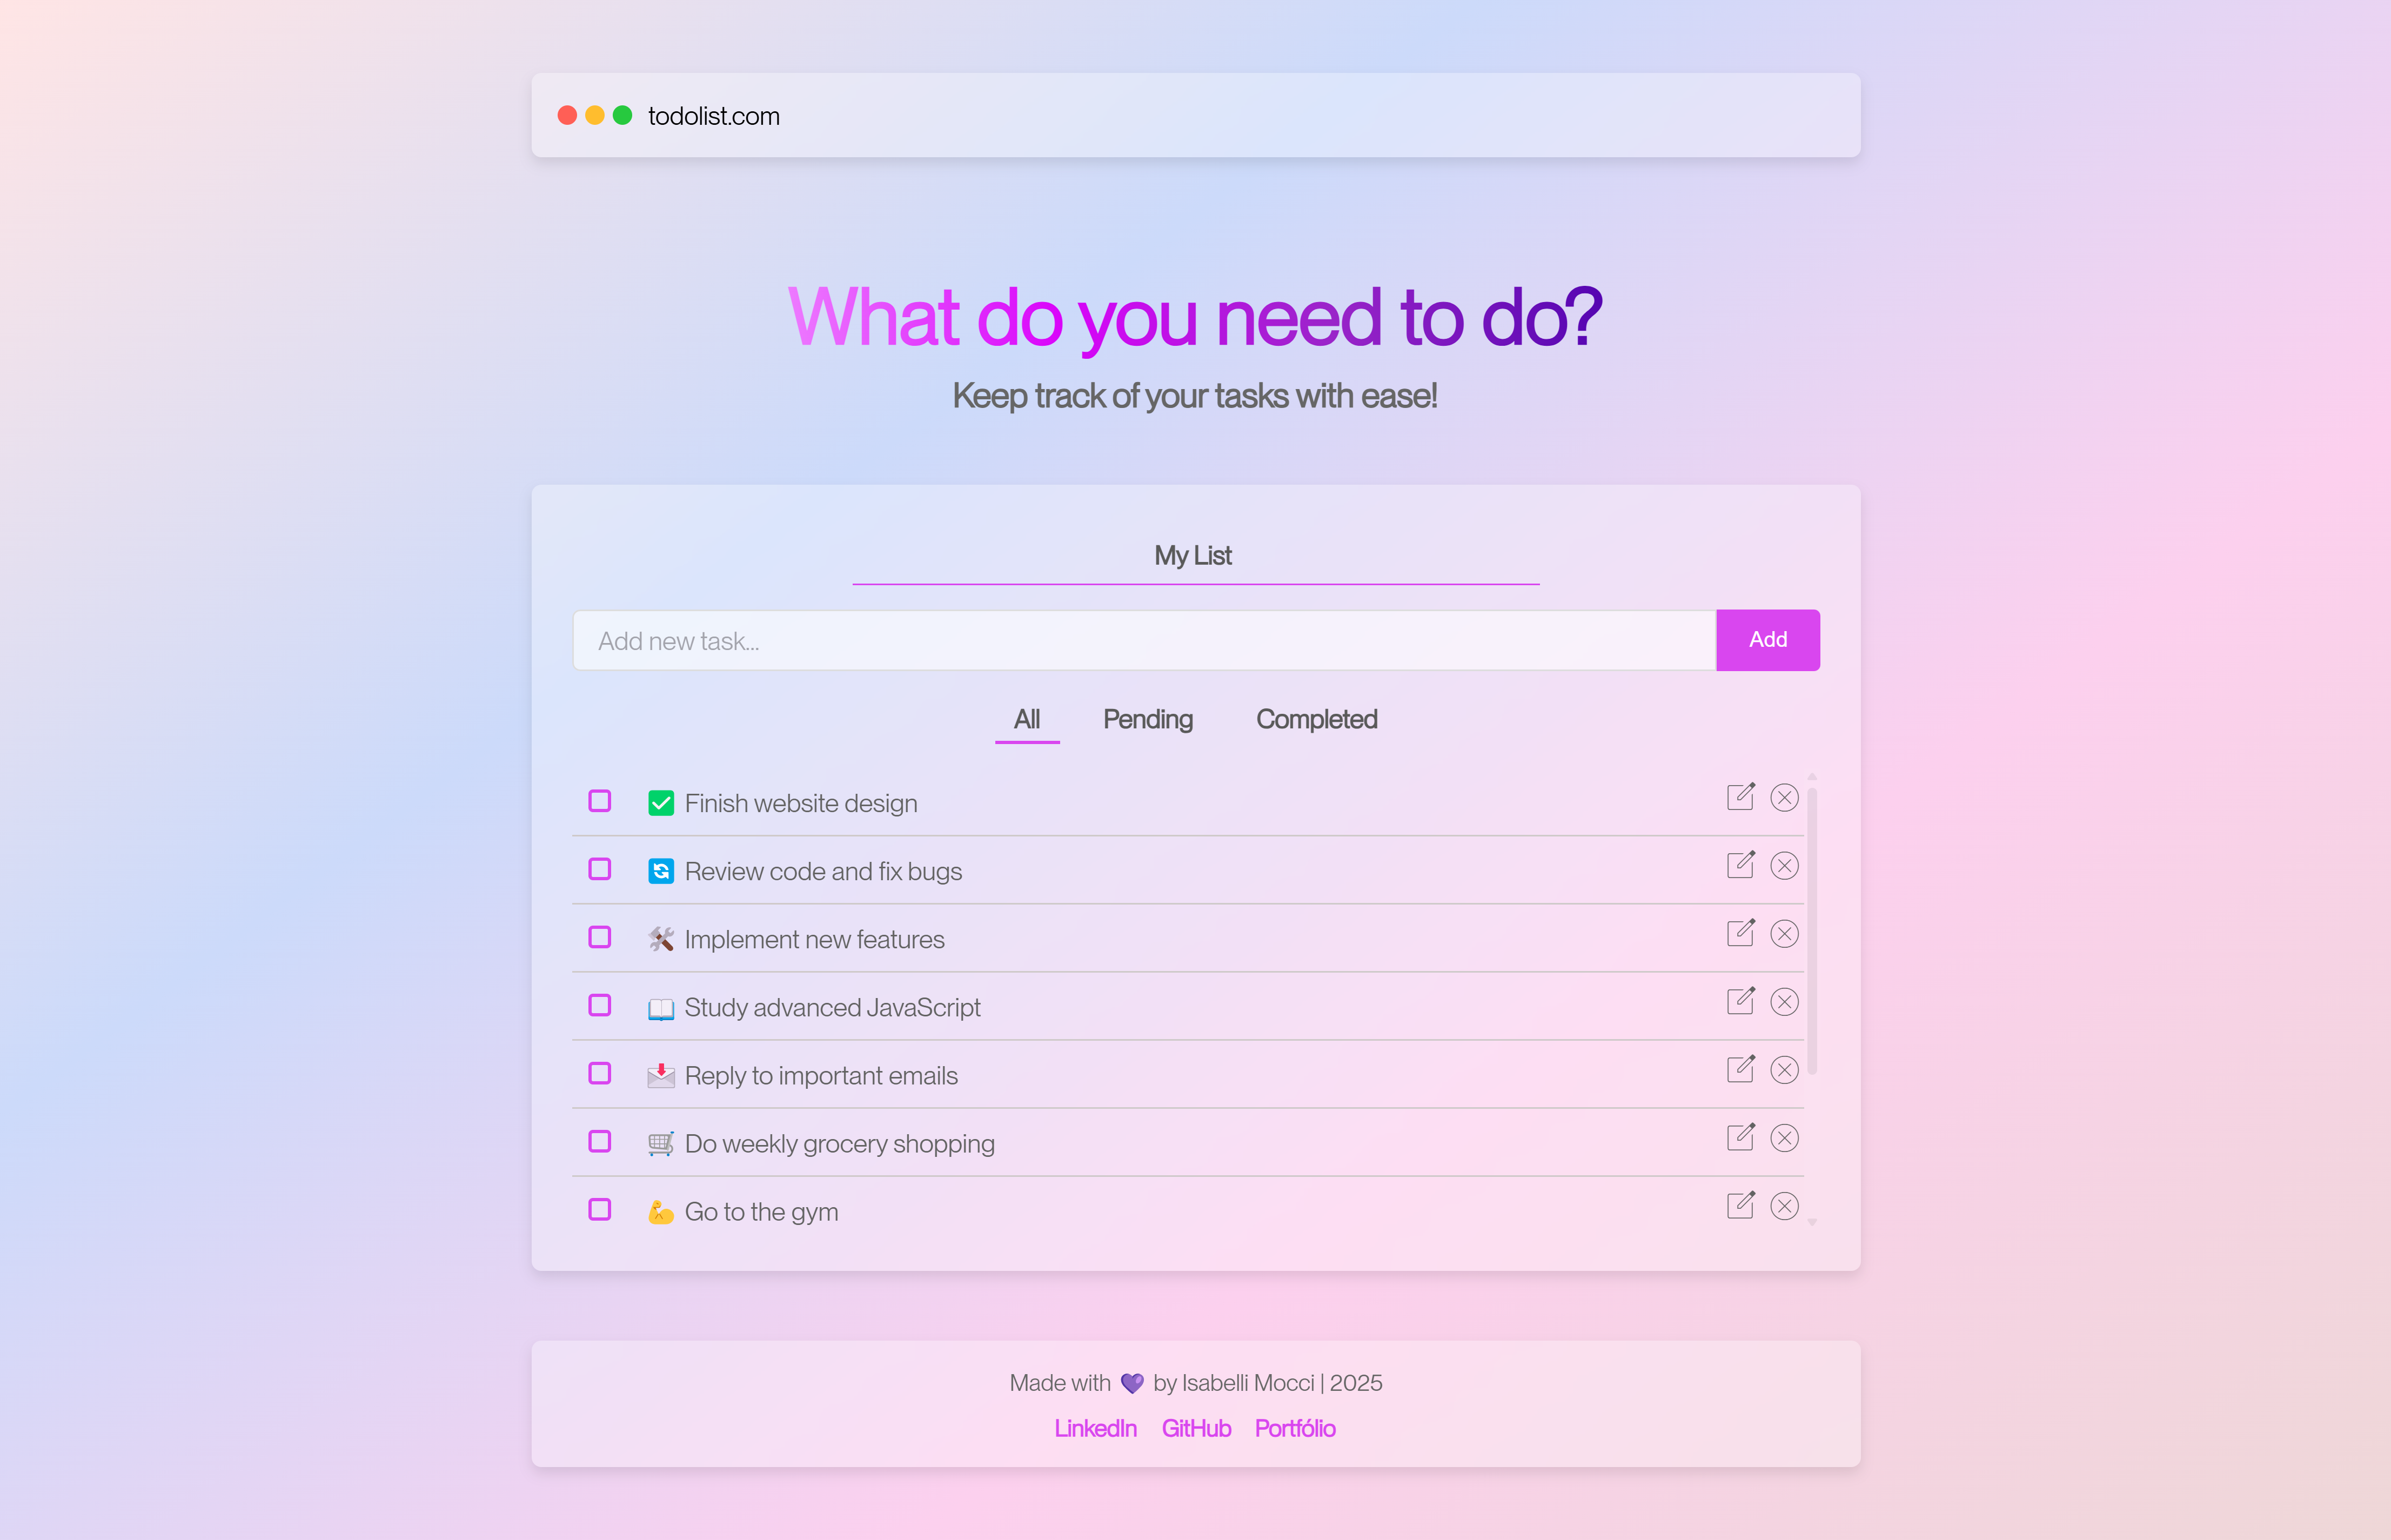 todolist.com
What do you need to do?
Keep track of your tasks with ease!
My List
Add new task...
Add
All Pending Completed
✅ Finish website design
🔄 Review code and fix bugs
🛠️ Implement new features
📖 Study advanced JavaScript
📩 Reply to important emails
🛒 Do weekly grocery shopping
💪 Go to the gym
Made with 💜 by Isabelli Mocci | 2025
LinkedIn GitHub Portfólio